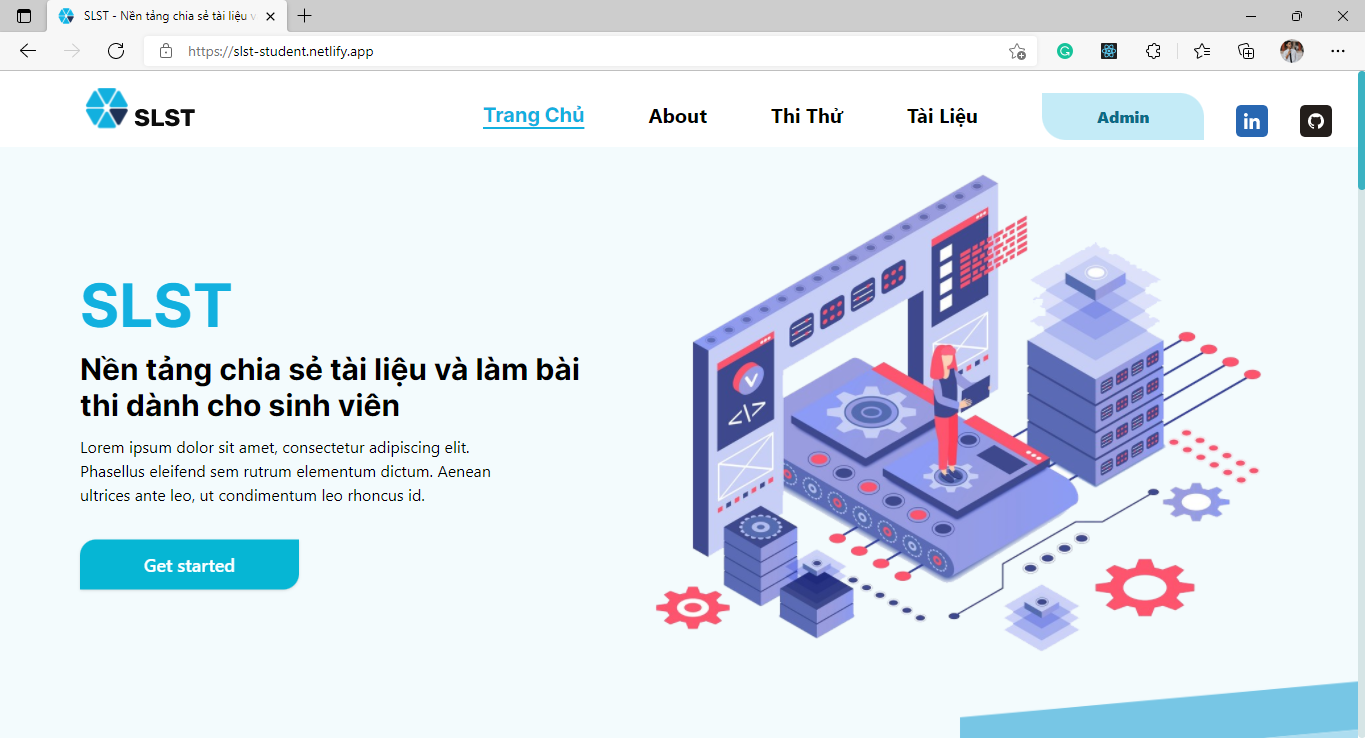 SLST - Nền tảng chia sẻ tài liệu v
https://slst-student.netlify.app
SLST
Trang Chủ
About
Thi Thử
Tài Liệu
Admin
in
SLST
Nền tảng chia sẻ tài liệu và làm bài
thi dành cho sinh viên
Lorem ipsum dolor sit amet, consectetur adipiscing elit.
Phasellus eleifend sem rutrum elementum dictum. Aenean
ultrices ante leo, ut condimentum leo rhoncus id.
Get started